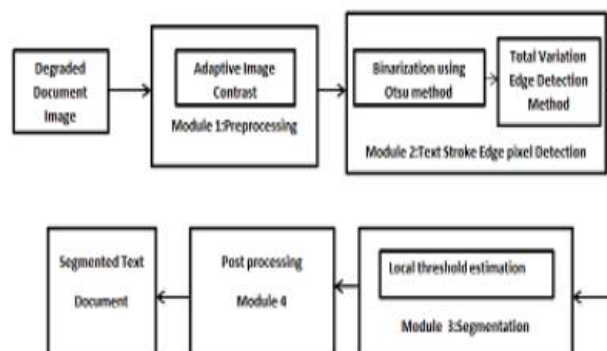 Degraded
Document
Image
Adaptive Image
Contrast
Module 1:Preprocessing
Binarization using
Otsu method
Total Variation
Edge Detection
Method
Module 2:Text Stroke Edge pixel Detection
Segmented Text
Document
Post processing
Module 4
Local threshold estimation
Module 3:Segmentation